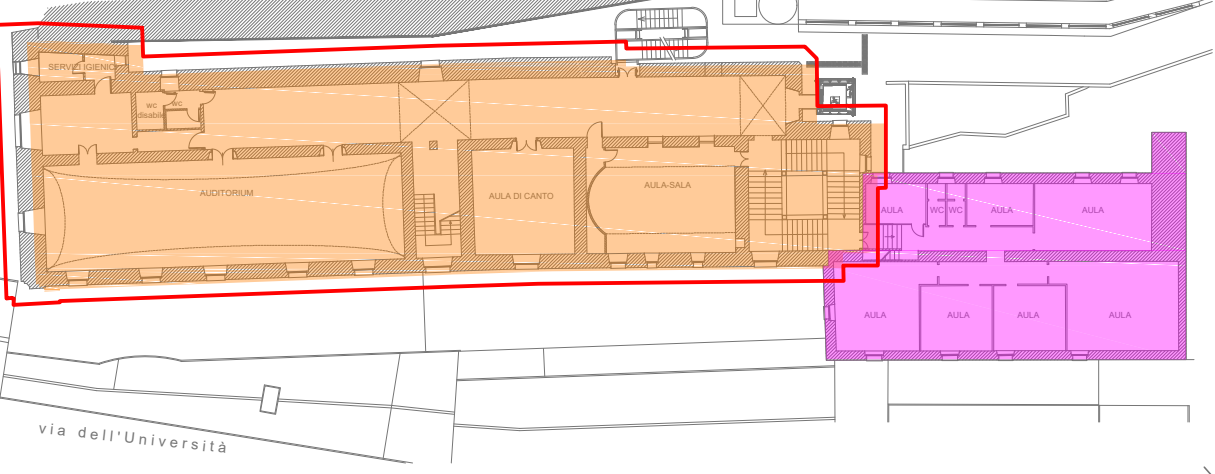 SERVIZI IGIENICI
wc
disabile
wc
AUDITORIUM
AULA DI CANTO
AULA-SALA
AULA
WC
WC
AULA
AULA
AULA
AULA
AULA
AULA
via dell'Università